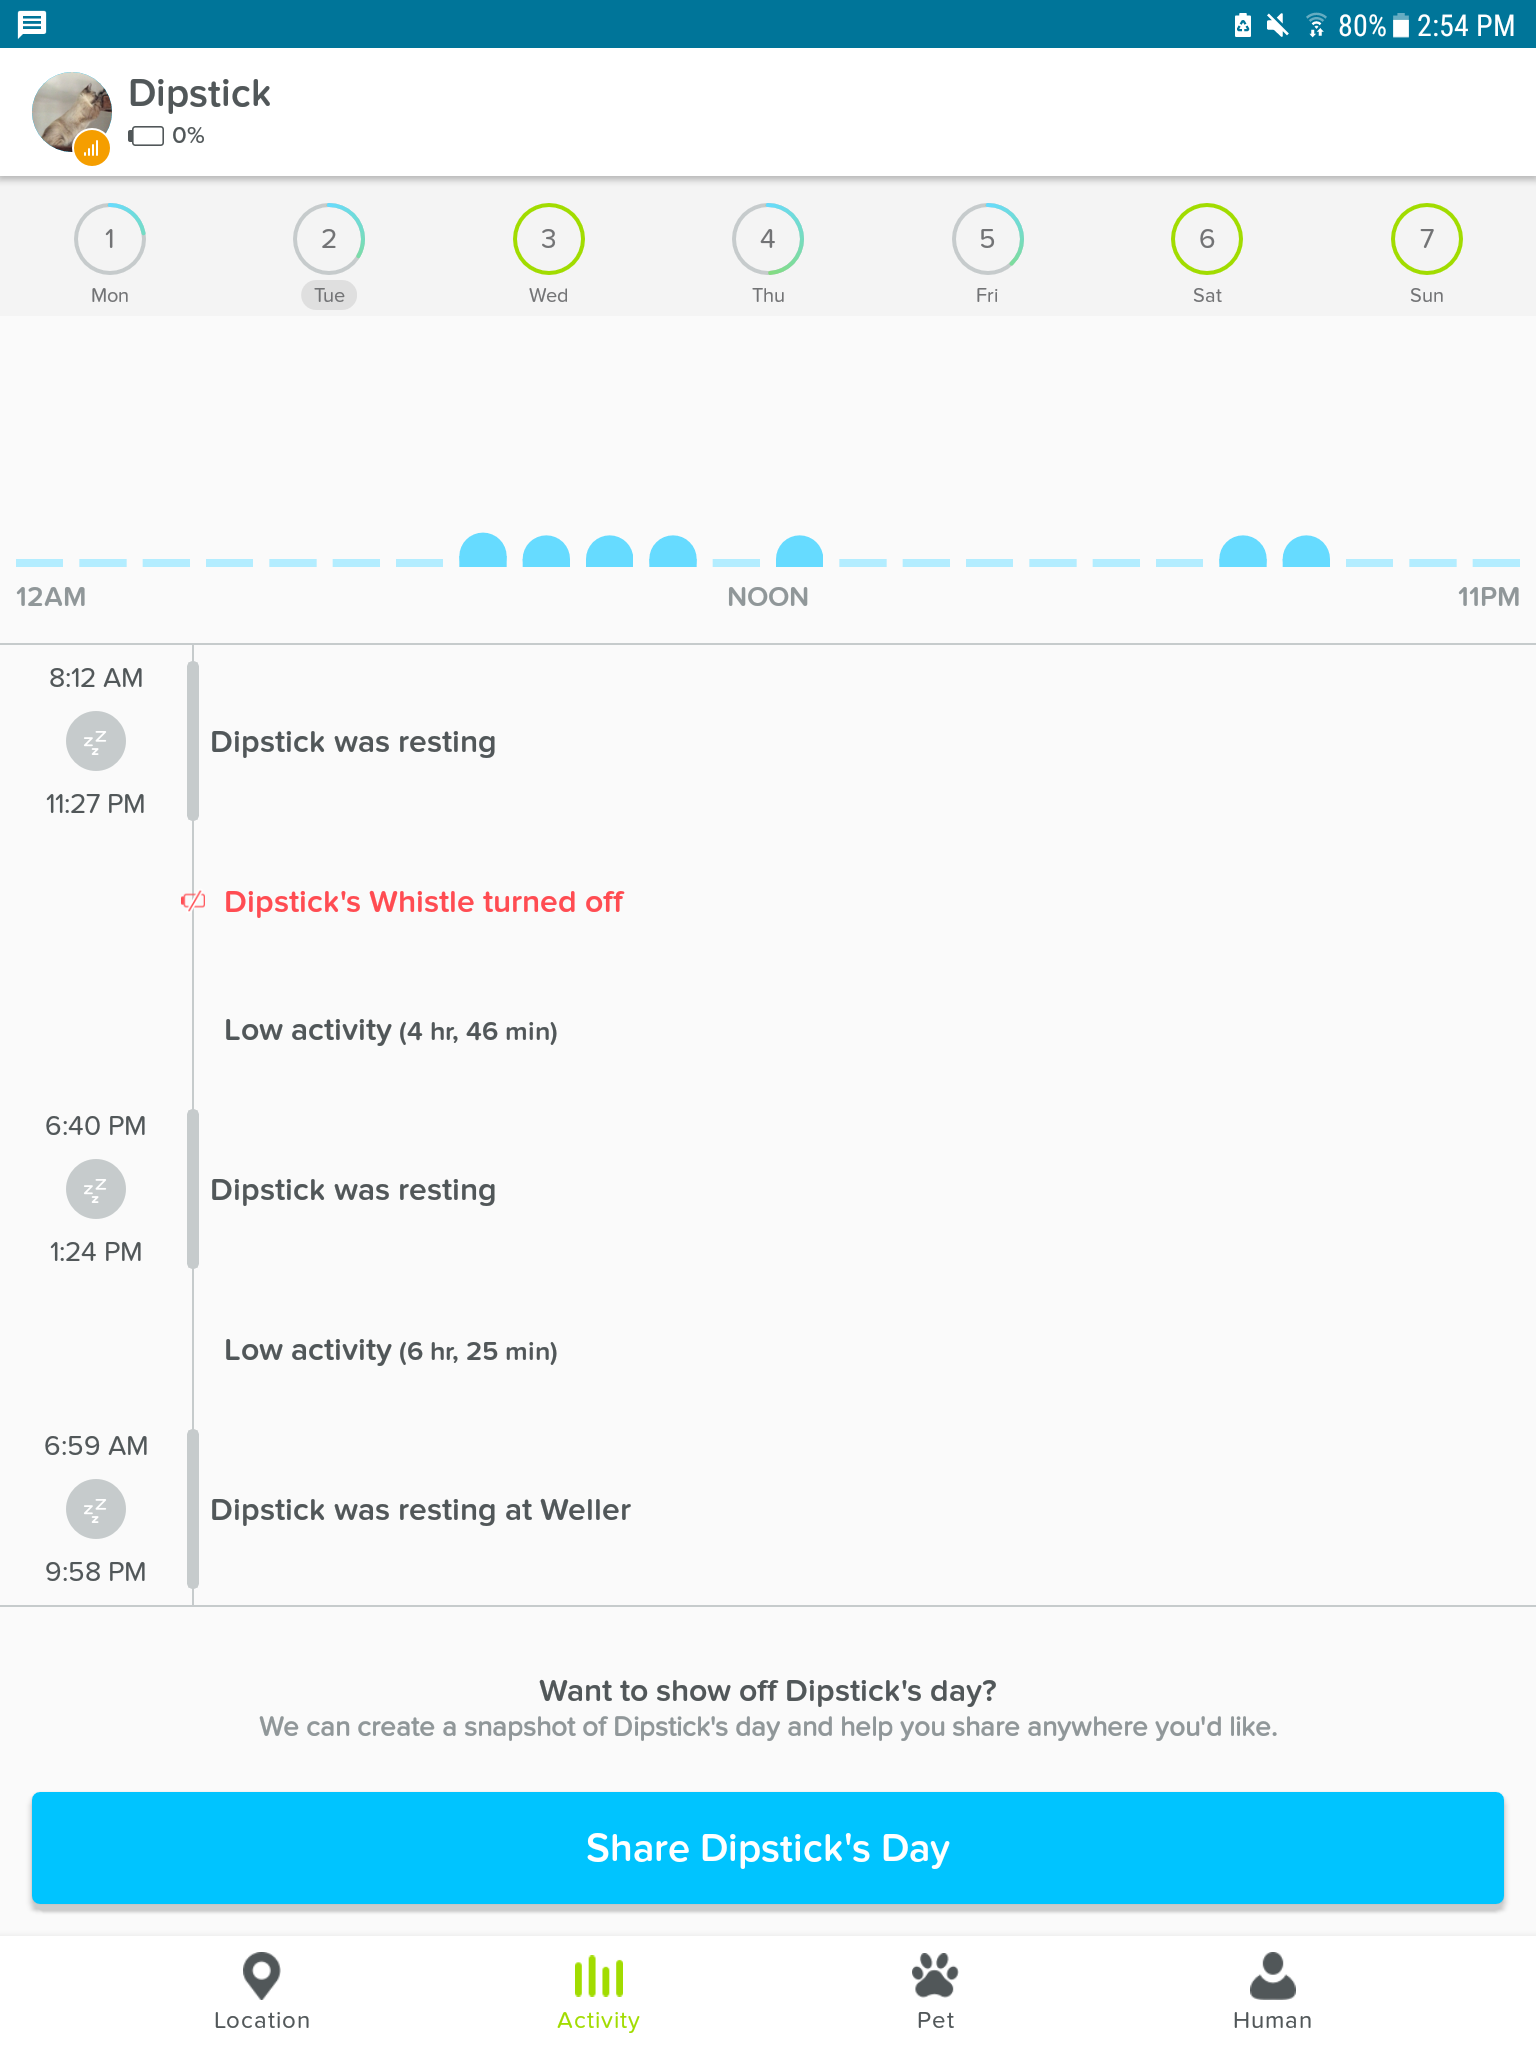 80% 2:54 PM
Dipstick
0%
1 2 3 4 5 6 7
Mon Tue Wed Thu Fri Sat Sun
12AM NOON 11PM
8:12 AM
zzz
Dipstick was resting
11:27 PM
Dipstick's Whistle turned off
Low activity (4 hr, 46 min)
6:40 PM
zzz
Dipstick was resting
1:24 PM
Low activity (6 hr, 25 min)
6:59 AM
zzz
Dipstick was resting at Weller
9:58 PM
Want to show off Dipstick's day?
We can create a snapshot of Dipstick's day and help you share anywhere you'd like.
Share Dipstick's Day
Location Activity Pet Human